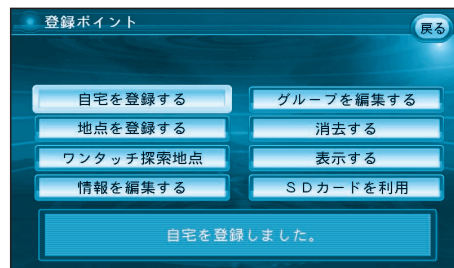 登録ポイント
戻る
自宅を登録する
グループを編集する
地点を登録する
消去する
ワンタッチ探索地点
表示する
情報を編集する
SDカードを利用
自宅を登録しました。